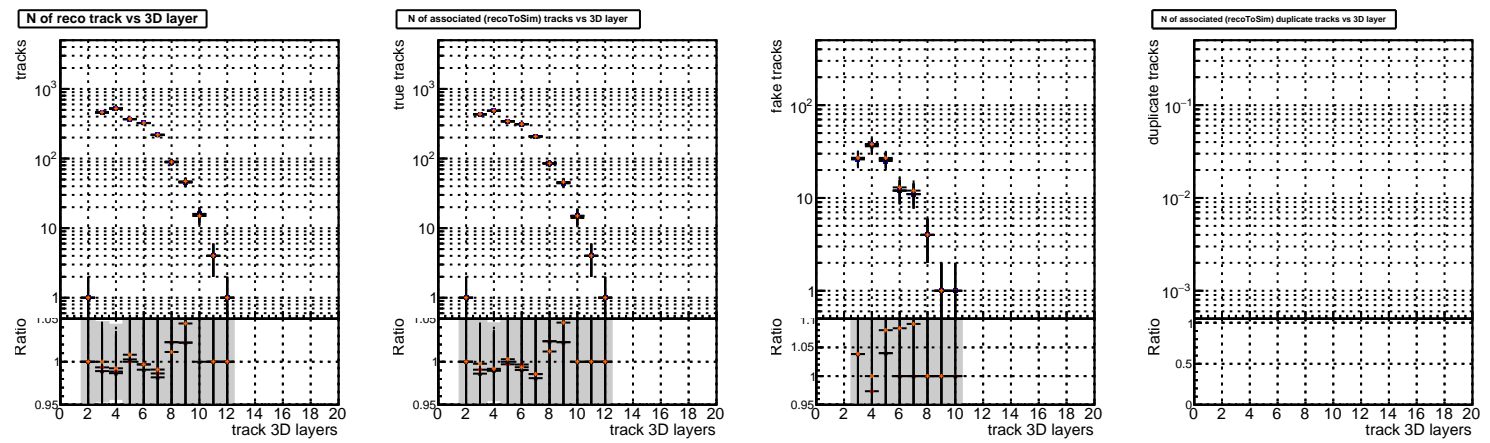 N of reco track vs 3D layer
tracks
10³
10²
10
1
Ratio
1.05
1
0.95
0 2 4 6 8 10 12 14 16 18 20
track 3D layers
N of associated (recoToSim) tracks vs 3D layer
true tracks
10³
10²
10
1
Ratio
1.05
1
0.95
0 2 4 6 8 10 12 14 16 18 20
track 3D layers
fake tracks
10²
10
1
Ratio
1.1
1.05
1
0.95
0 2 4 6 8 10 12 14 16 18 20
track 3D layers
N of associated (recoToSim) duplicate tracks vs 3D layer
duplicate tracks
10⁻¹
10⁻²
10⁻³
Ratio
1
0.5
0
0 2 4 6 8 10 12 14 16 18 20
track 3D layers